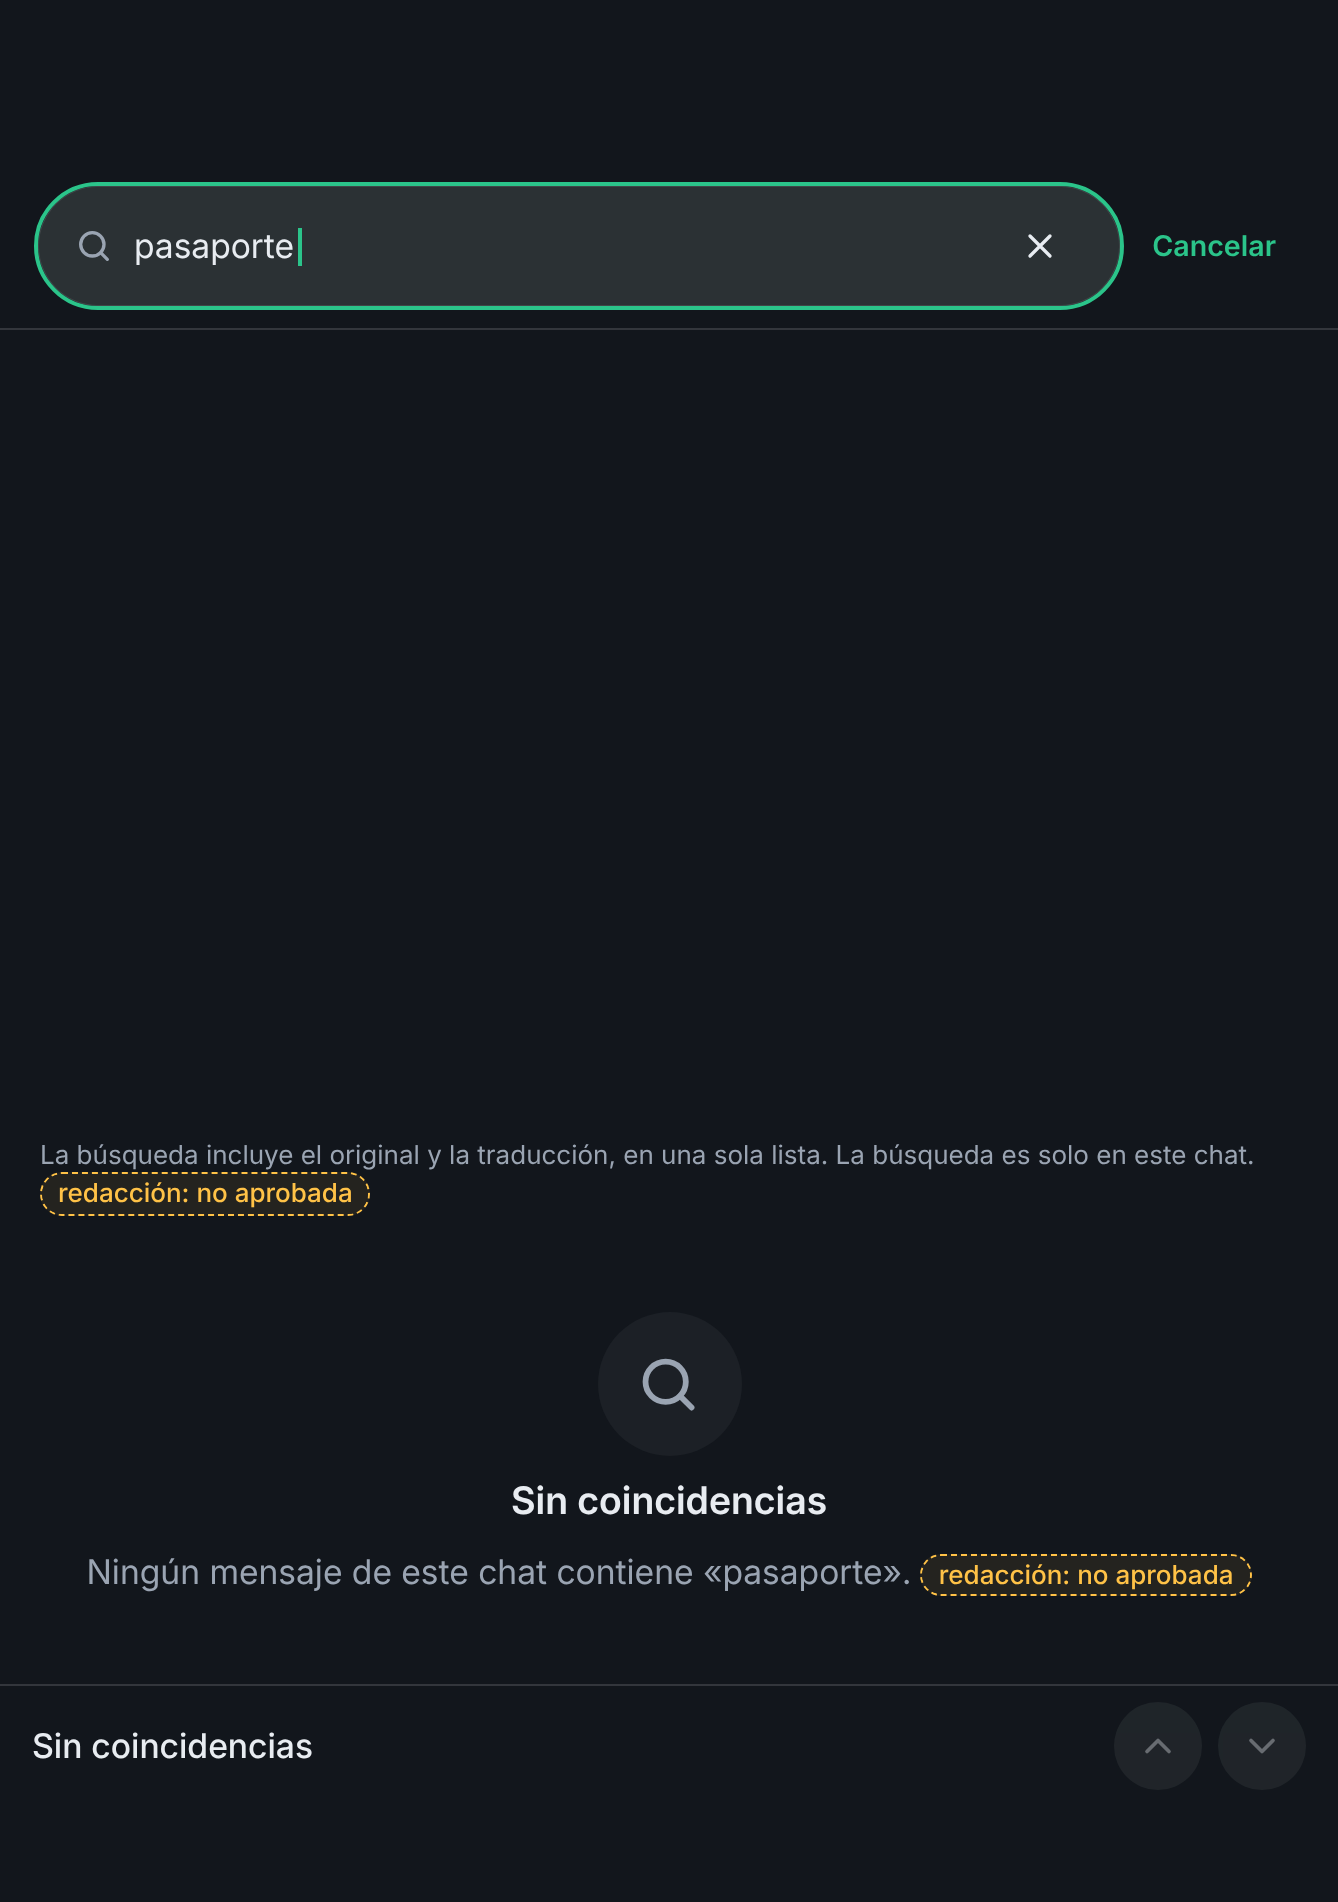 pasaporte
Cancelar
La búsqueda incluye el original y la traducción, en una sola lista. La búsqueda es solo en este chat.
redacción: no aprobada
Sin coincidencias
Ningún mensaje de este chat contiene «pasaporte». redacción: no aprobada
Sin coincidencias